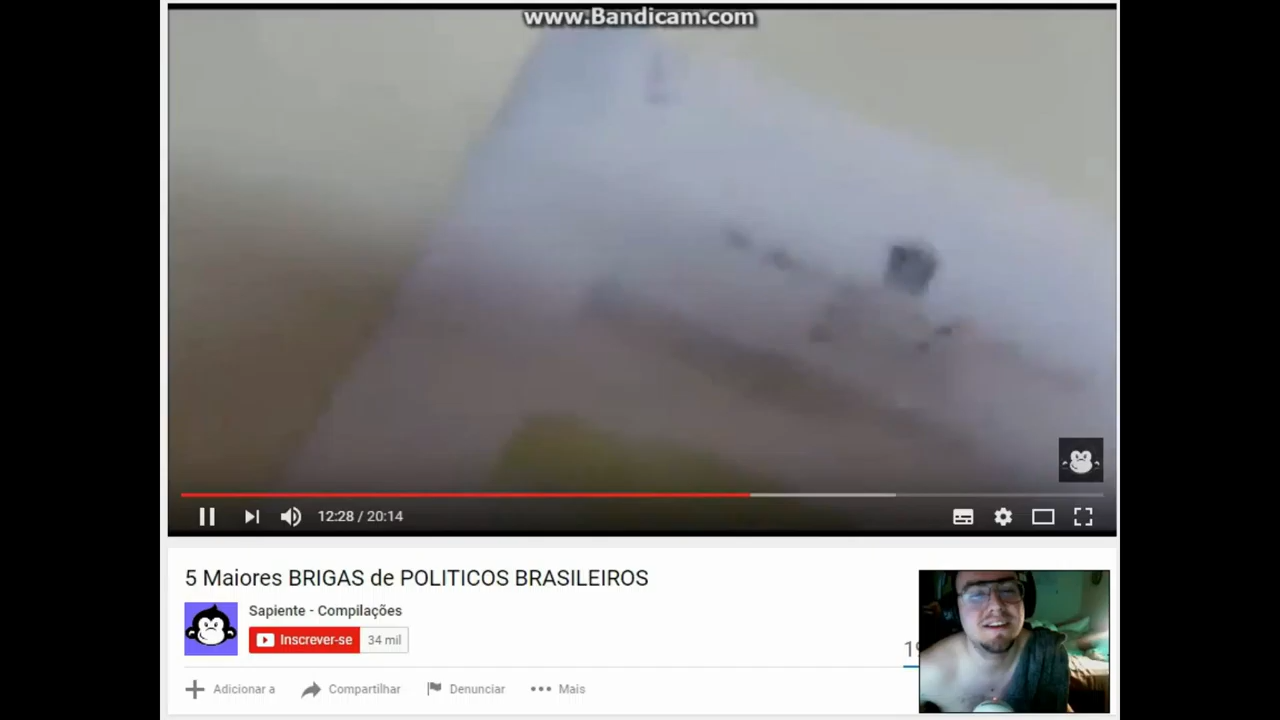 www.Bandicam.com
12:28 / 20:14
5 Maiores BRIGAS de POLITICOS BRASILEIROS
Sapiente - Compilações
Inscrever-se 34 mil
Adicionar a Compartilhar Denunciar Mais